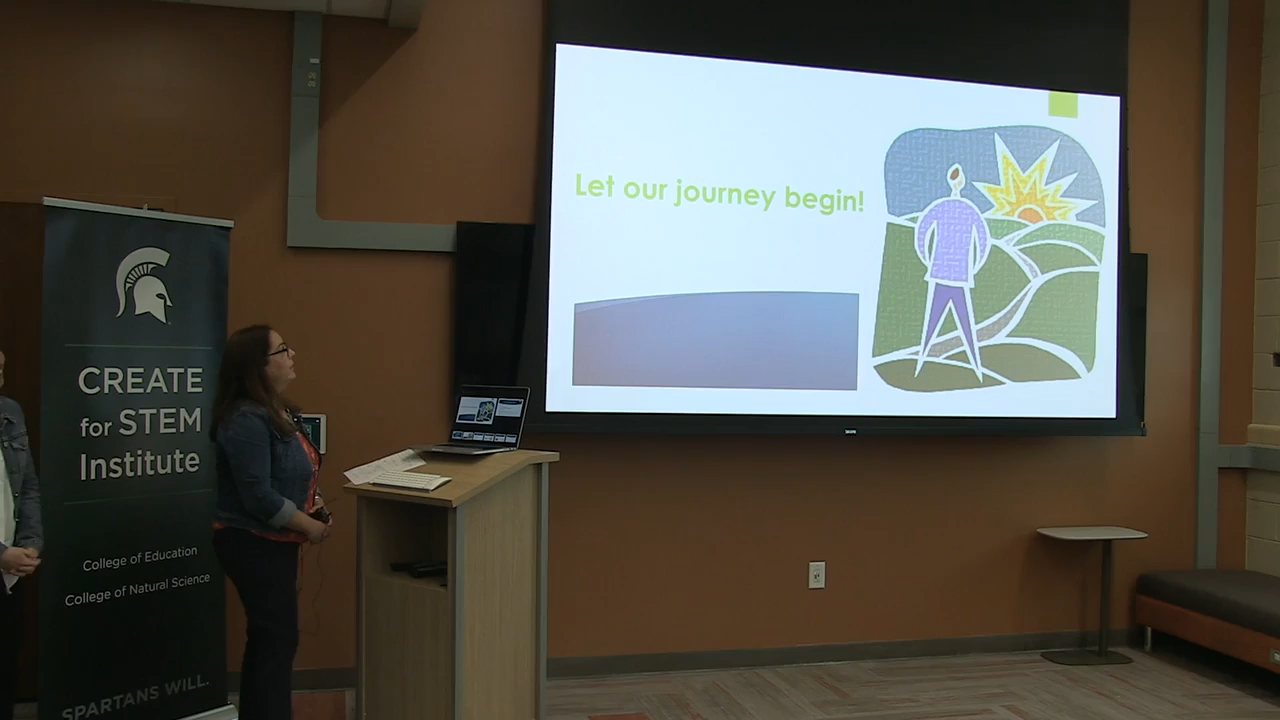 Let our journey begin!
CREATE
for STEM
Institute
College of Education
College of Natural Science
SPARTANS WILL.